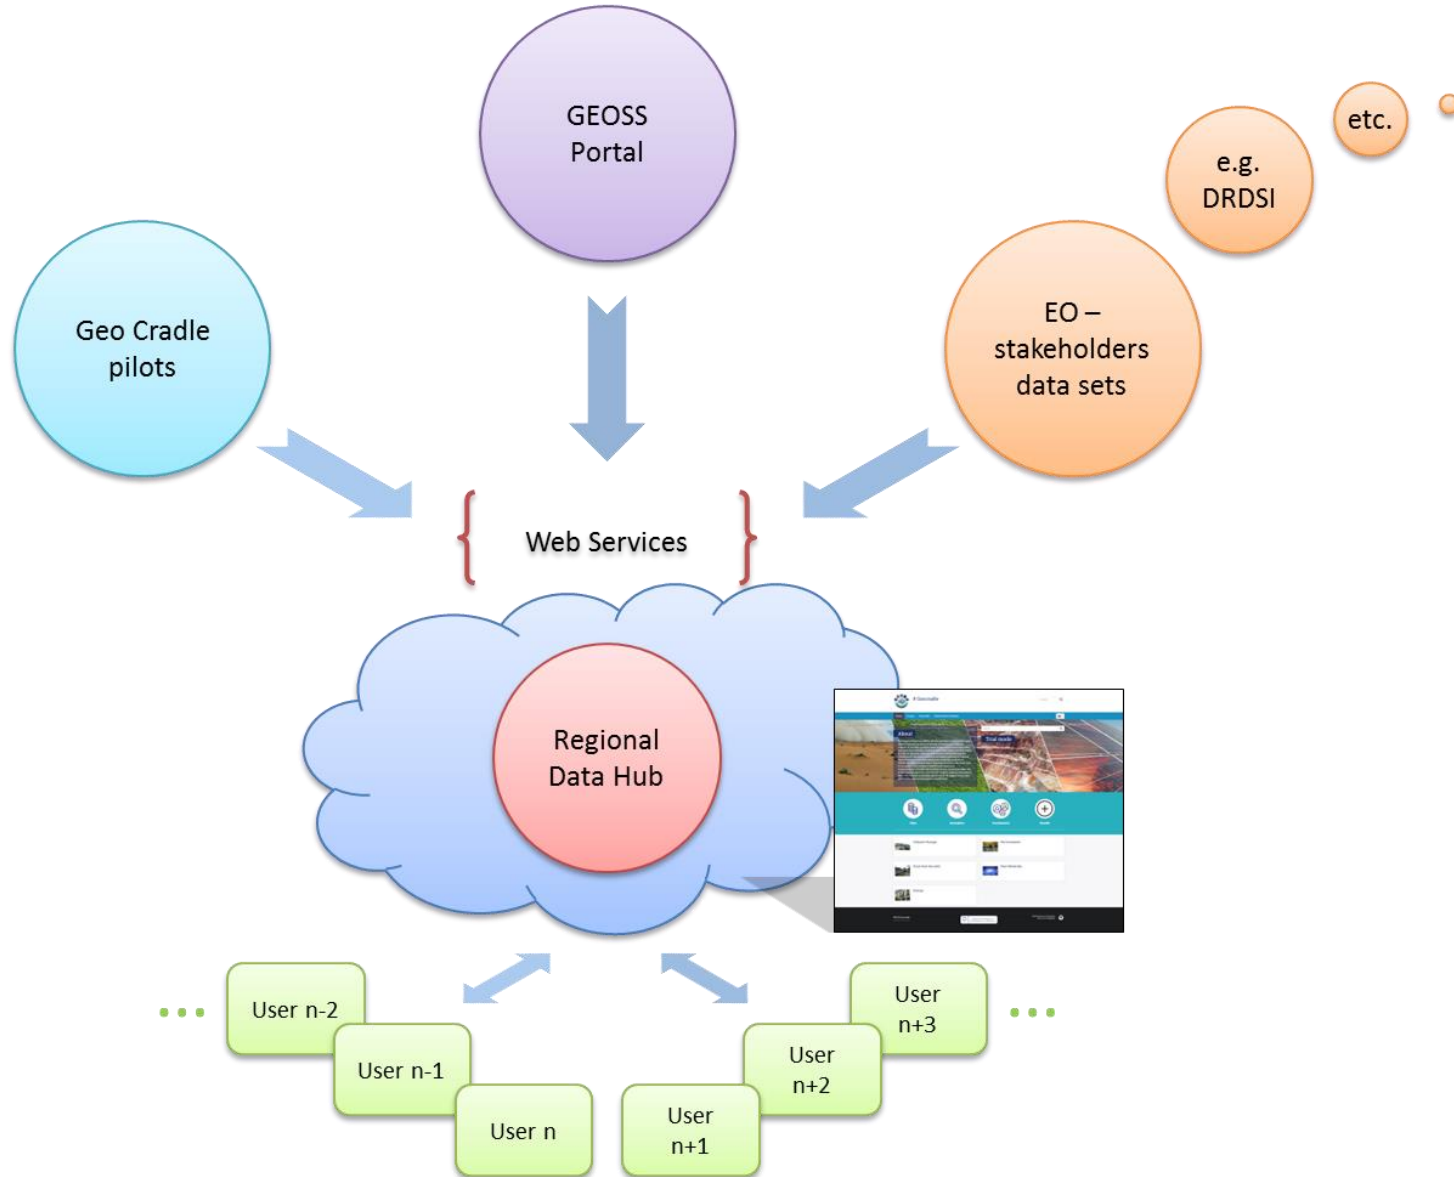 GEOSS
Portal
etc.
e.g.
DRDSI
Geo Cradle
pilots
EO –
stakeholders
data sets
{ Web Services }
Regional
Data Hub
About
User n-2
User n-1
User n
User
n+1
User
n+2
User
n+3